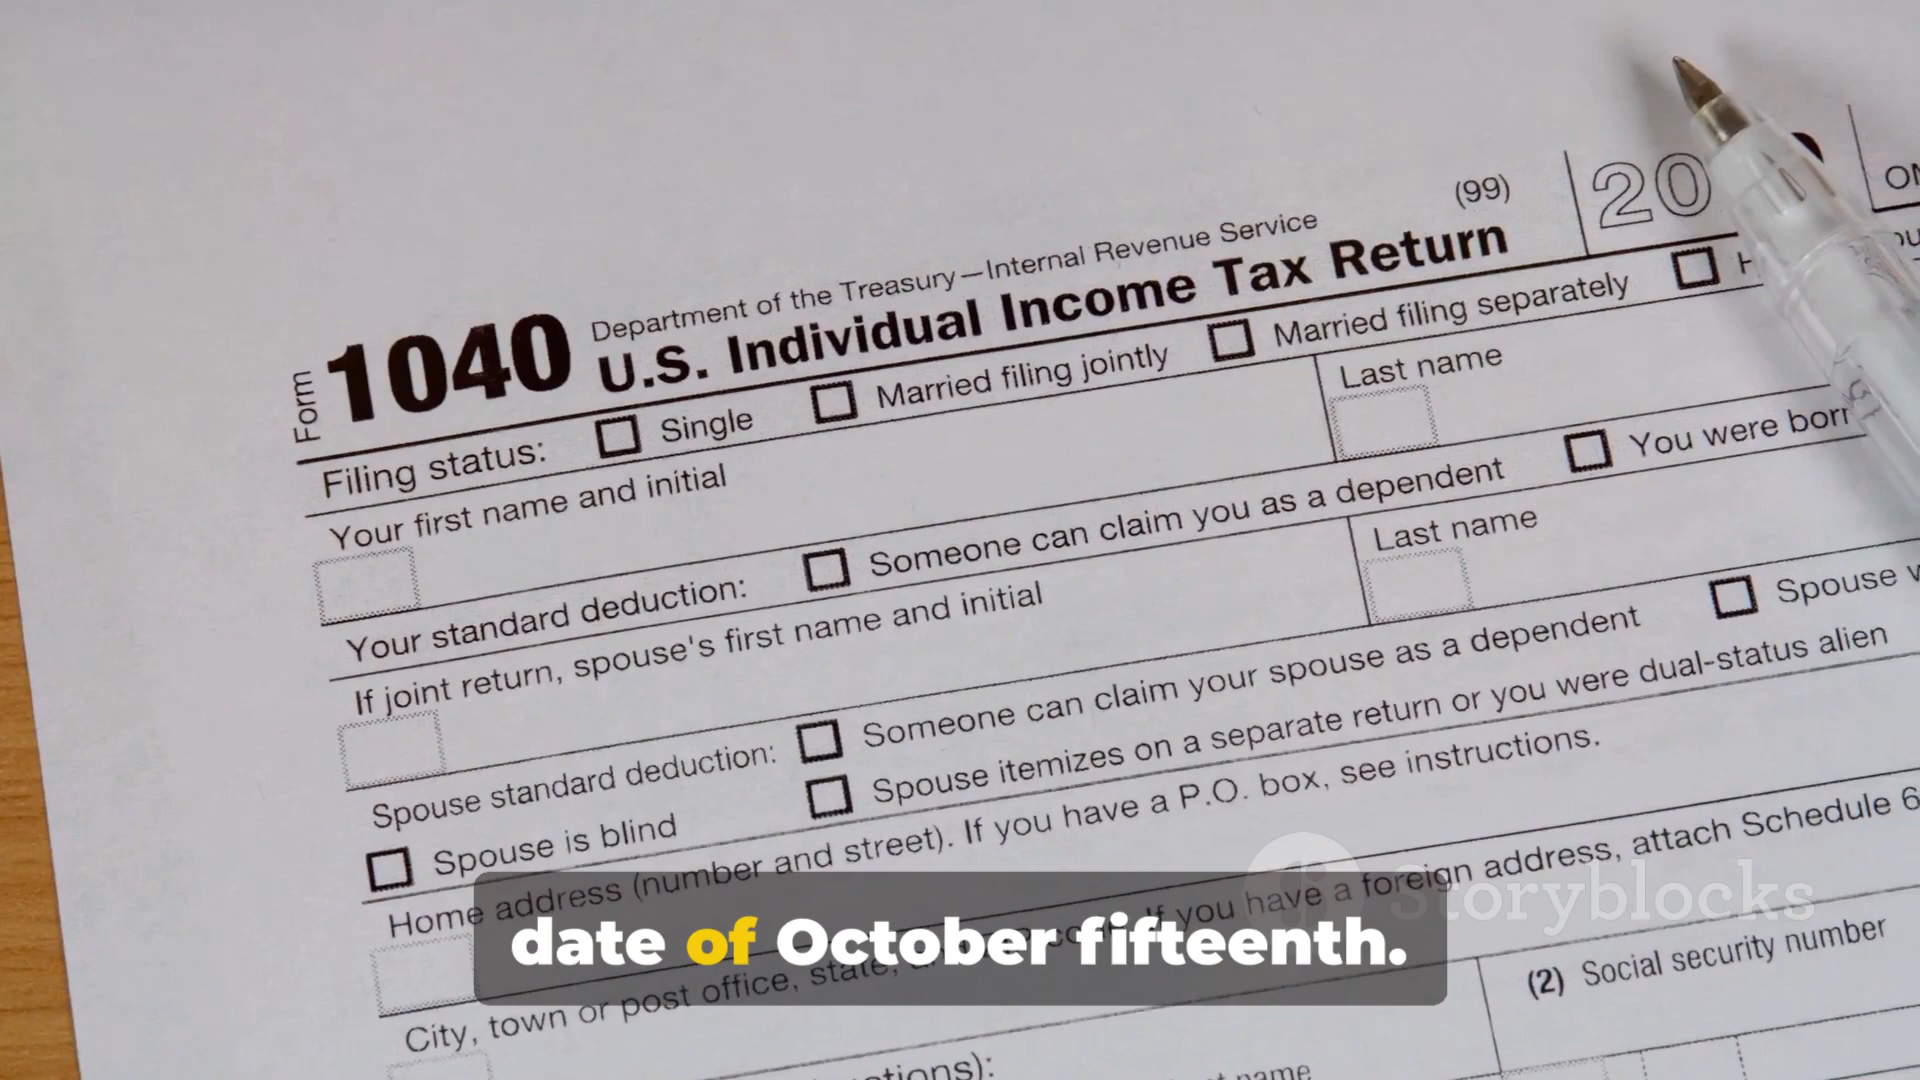 (99)
20
Form 1040 Department of the Treasury—Internal Revenue Service
U.S. Individual Income Tax Return
Filing status: Single Married filing jointly Married filing separately
Your first name and initial Last name
Your standard deduction: Someone can claim you as a dependent You were born
If joint return, spouse's first name and initial Last name
Spouse standard deduction: Someone can claim your spouse as a dependent Spouse
Spouse is blind Spouse itemizes on a separate return or you were dual-status alien
Home address (number and street). If you have a P.O. box, see instructions.
City, town or post office, state, If you have a foreign address, attach Schedule 6
(2) Social security number
Storyblocks
date of October fifteenth.